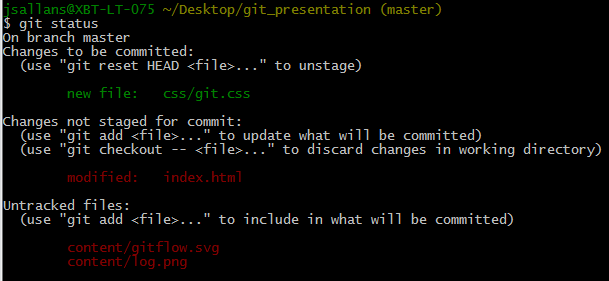 jsallans@XBT-LT-075 ~/Desktop/git_presentation (master)
$ git status
On branch master
Changes to be committed:
  (use "git reset HEAD <file>..." to unstage)

        new file:   css/git.css

Changes not staged for commit:
  (use "git add <file>..." to update what will be committed)
  (use "git checkout -- <file>..." to discard changes in working directory)

        modified:   index.html

Untracked files:
  (use "git add <file>..." to include in what will be committed)

        content/gitflow.svg
        content/log.png